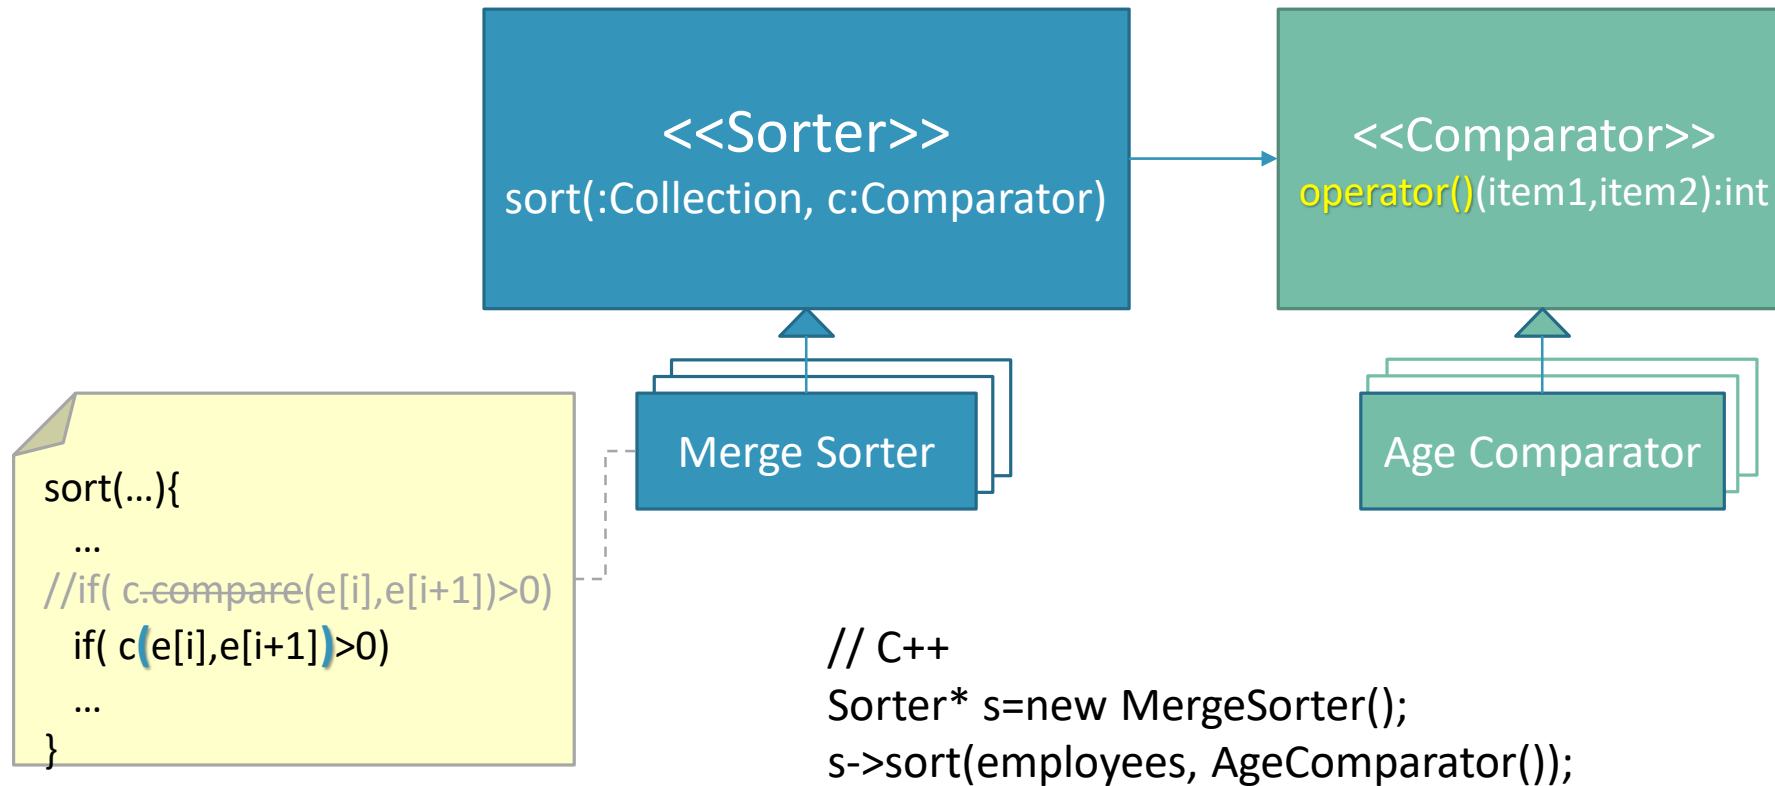 <<Sorter>>
sort(:Collection, c:Comparator)
<<Comparator>>
operator()(item1,item2):int
Merge Sorter
Age Comparator
sort(...){
...
//if( c.compare(e[i],e[i+1])>0)
if( c(e[i],e[i+1])>0)
...
}
// C++
Sorter* s=new MergeSorter();
s->sort(employees, AgeComparator());